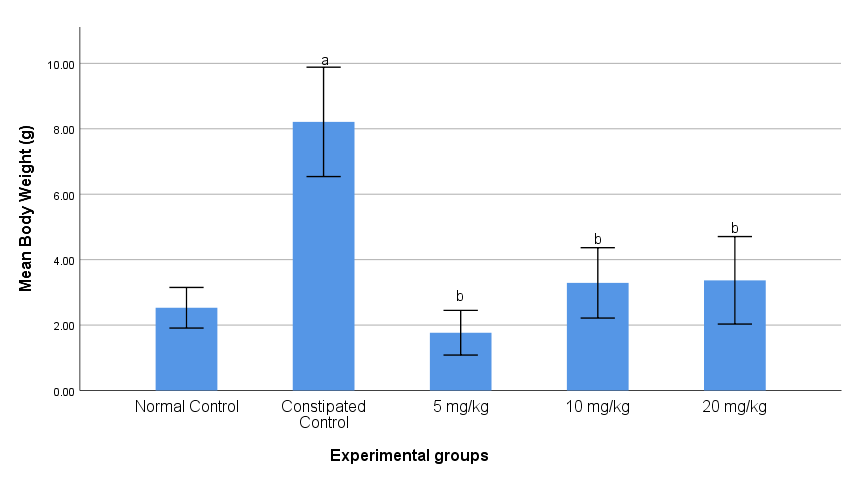 Mean Body Weight (g)
10.00
8.00
6.00
4.00
2.00
0.00
a
b
b
b
Normal Control
Constipated
Control
5 mg/kg
10 mg/kg
20 mg/kg
Experimental groups